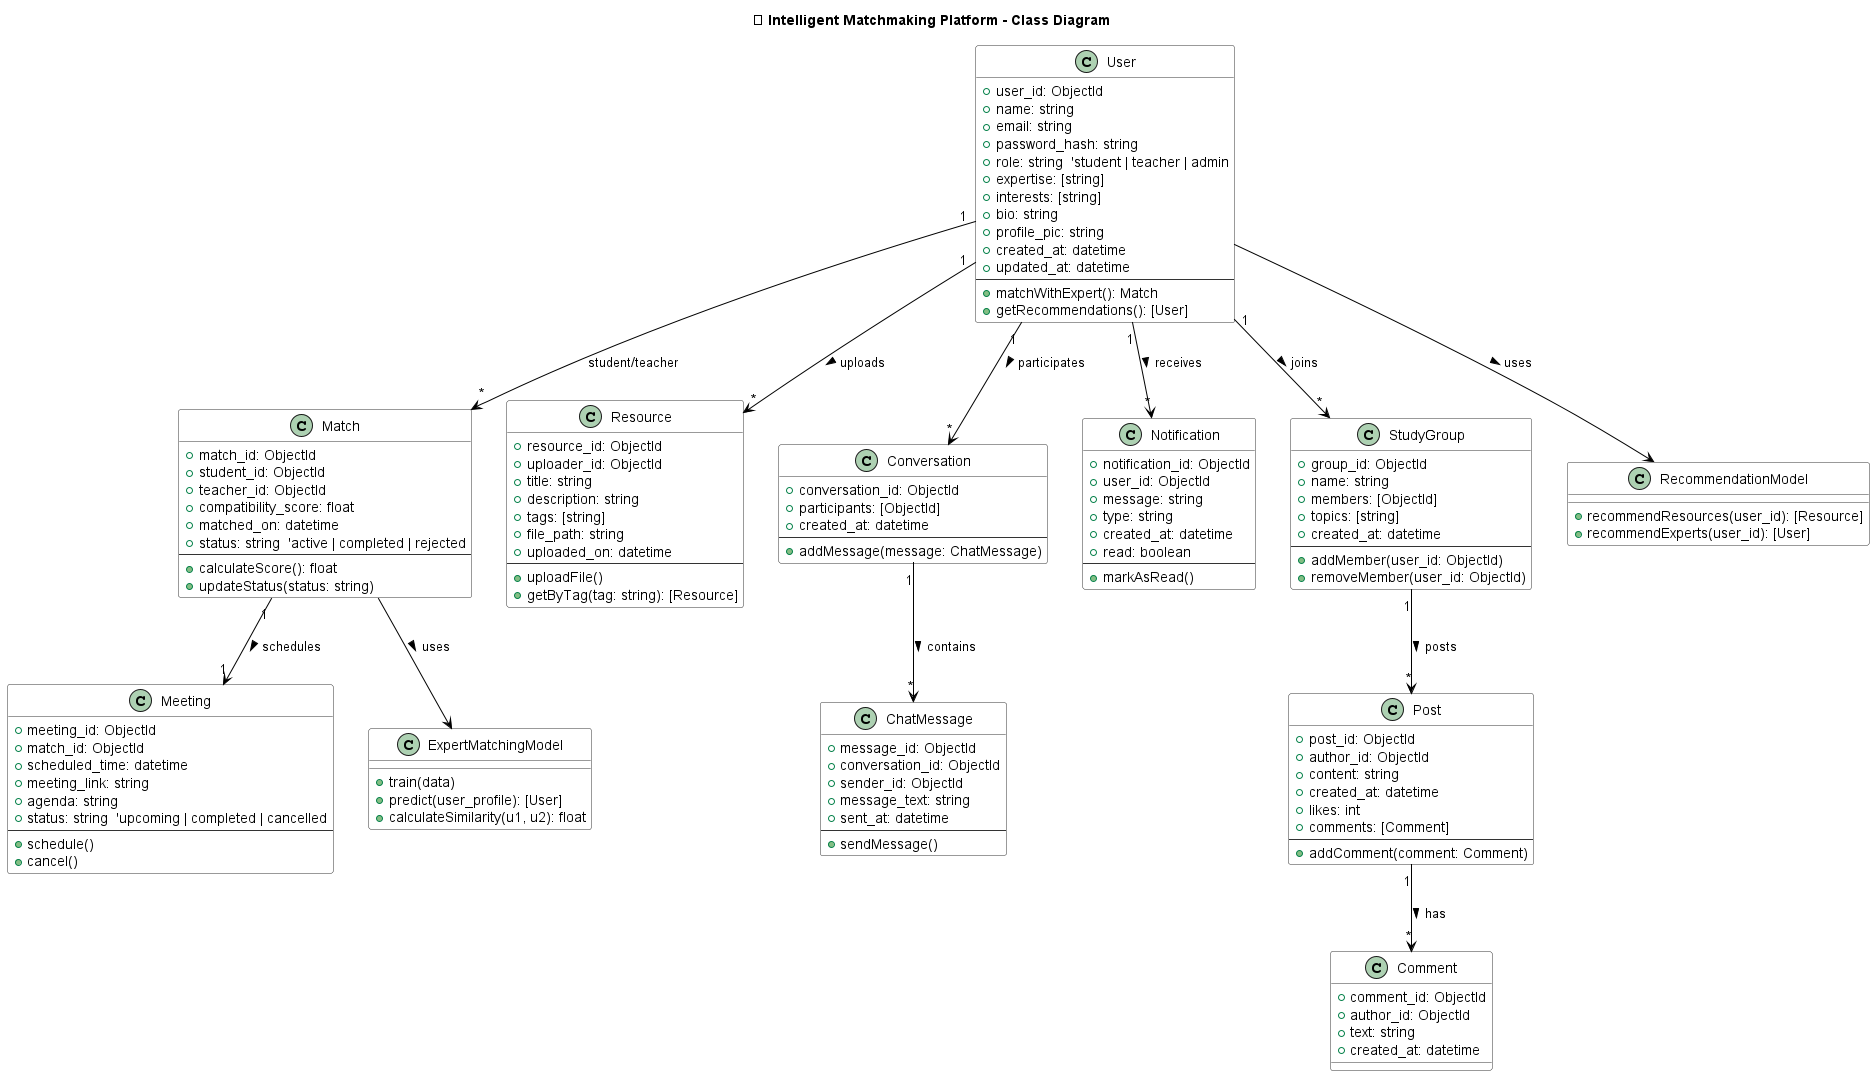 Intelligent Matchmaking Platform - Class Diagram
C User
user_id: ObjectId
name: string
email: string
password_hash: string
role: string 'student | teacher | admin
expertise: [string]
interests: [string]
bio: string
profile_pic: string
created_at: datetime
updated_at: datetime
matchWithExpert(): Match
getRecommendations(): [User]
1
1
1
1
1
student/teacher
uploads
participates
receives
joins
uses
*
*
*
*
*
C Match
match_id: ObjectId
student_id: ObjectId
teacher_id: ObjectId
compatibility_score: float
matched_on: datetime
status: string 'active | completed | rejected
calculateScore(): float
updateStatus(status: string)
C Resource
resource_id: ObjectId
uploader_id: ObjectId
title: string
description: string
tags: [string]
file_path: string
uploaded_on: datetime
uploadFile()
getByTag(tag: string): [Resource]
C Conversation
conversation_id: ObjectId
participants: [ObjectId]
created_at: datetime
addMessage(message: ChatMessage)
C Notification
notification_id: ObjectId
user_id: ObjectId
message: string
type: string
created_at: datetime
read: boolean
markAsRead()
C StudyGroup
group_id: ObjectId
name: string
members: [ObjectId]
topics: [string]
created_at: datetime
addMember(user_id: ObjectId)
removeMember(user_id: ObjectId)
C RecommendationModel
recommendResources(user_id): [Resource]
recommendExperts(user_id): [User]
1
schedules
1
uses
1
contains
*
1
posts
*
C Meeting
meeting_id: ObjectId
match_id: ObjectId
scheduled_time: datetime
meeting_link: string
agenda: string
status: string 'upcoming | completed | cancelled
schedule()
cancel()
C ExpertMatchingModel
train(data)
predict(user_profile): [User]
calculateSimilarity(u1, u2): float
C ChatMessage
message_id: ObjectId
conversation_id: ObjectId
sender_id: ObjectId
message_text: string
sent_at: datetime
sendMessage()
C Post
post_id: ObjectId
author_id: ObjectId
content: string
created_at: datetime
likes: int
comments: [Comment]
addComment(comment: Comment)
1
has
*
C Comment
comment_id: ObjectId
author_id: ObjectId
text: string
created_at: datetime